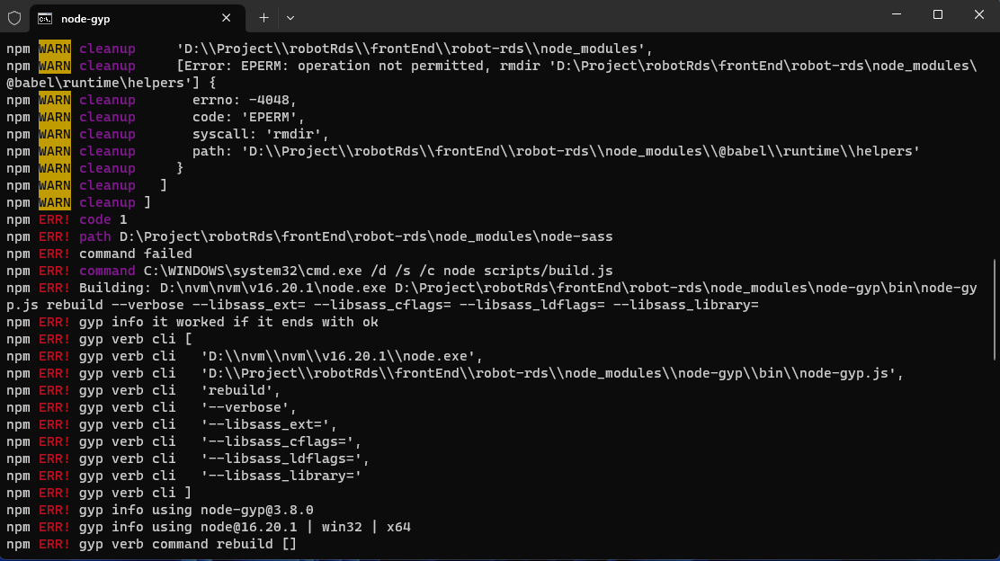 node-gyp
npm WARN cleanup     'D:\\Project\\robotRds\\frontEnd\\robot-rds\\node_modules',
npm WARN cleanup     [Error: EPERM: operation not permitted, rmdir 'D:\Project\robotRds\frontEnd\robot-rds\node_modules\
@babel\runtime\helpers'] {
npm WARN cleanup       errno: -4048,
npm WARN cleanup       code: 'EPERM',
npm WARN cleanup       syscall: 'rmdir',
npm WARN cleanup       path: 'D:\\Project\\robotRds\\frontEnd\\robot-rds\\node_modules\\@babel\\runtime\\helpers'
npm WARN cleanup     }
npm WARN cleanup   ]
npm WARN cleanup ]
npm ERR! code 1
npm ERR! path D:\Project\robotRds\frontEnd\robot-rds\node_modules\node-sass
npm ERR! command failed
npm ERR! command C:\WINDOWS\system32\cmd.exe /d /s /c node scripts/build.js
npm ERR! Building: D:\nvm\nvm\v16.20.1\node.exe D:\Project\robotRds\frontEnd\robot-rds\node_modules\node-gyp\bin\node-gy
p.js rebuild --verbose --libsass_ext= --libsass_cflags= --libsass_ldflags= --libsass_library=
npm ERR! gyp info it worked if it ends with ok
npm ERR! gyp verb cli [
npm ERR! gyp verb cli   'D:\\nvm\\nvm\\v16.20.1\\node.exe',
npm ERR! gyp verb cli   'D:\\Project\\robotRds\\frontEnd\\robot-rds\\node_modules\\node-gyp\\bin\\node-gyp.js',
npm ERR! gyp verb cli   'rebuild',
npm ERR! gyp verb cli   '--verbose',
npm ERR! gyp verb cli   '--libsass_ext=',
npm ERR! gyp verb cli   '--libsass_cflags=',
npm ERR! gyp verb cli   '--libsass_ldflags=',
npm ERR! gyp verb cli   '--libsass_library='
npm ERR! gyp verb cli ]
npm ERR! gyp info using node-gyp@3.8.0
npm ERR! gyp info using node@16.20.1 | win32 | x64
npm ERR! gyp verb command rebuild []